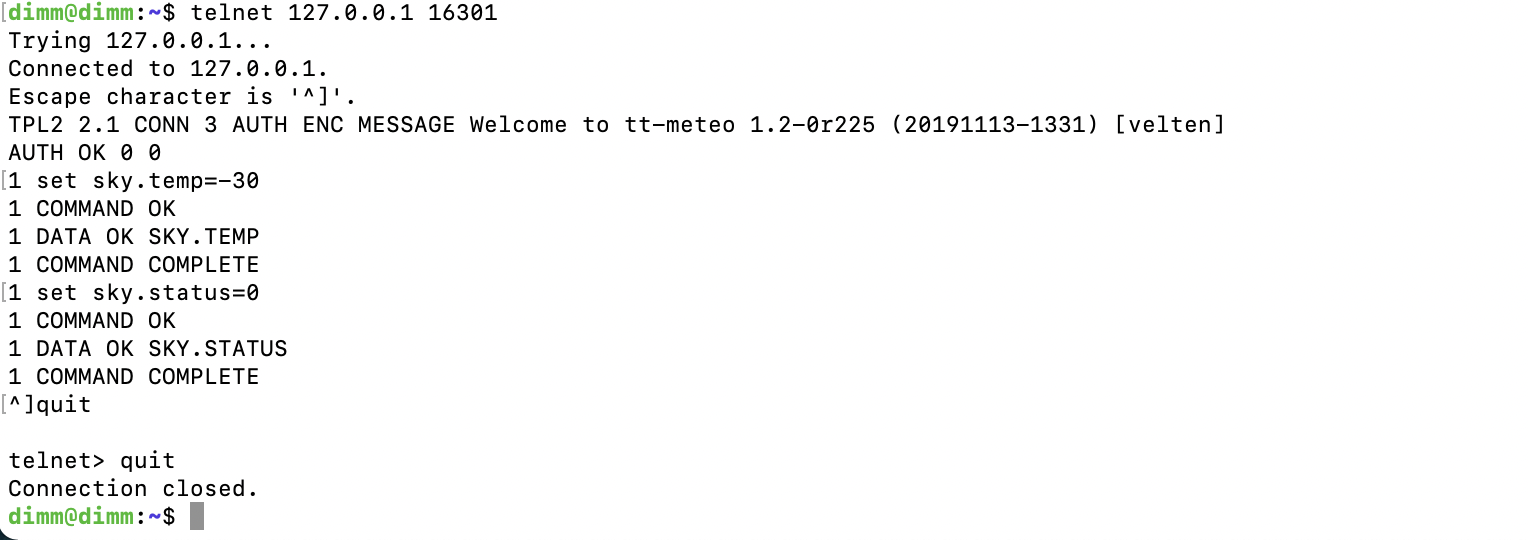 [dimm@dimm:~$ telnet 127.0.0.1 16301
Trying 127.0.0.1...
Connected to 127.0.0.1.
Escape character is '^]'.
TPL2 2.1 CONN 3 AUTH ENC MESSAGE Welcome to tt-meteo 1.2-0r225 (20191113-1331) [velten]
AUTH OK 0 0
[1 set sky.temp=-30
1 COMMAND OK
1 DATA OK SKY.TEMP
1 COMMAND COMPLETE
[1 set sky.status=0
1 COMMAND OK
1 DATA OK SKY.STATUS
1 COMMAND COMPLETE
[^]quit
telnet> quit
Connection closed.
dimm@dimm:~$